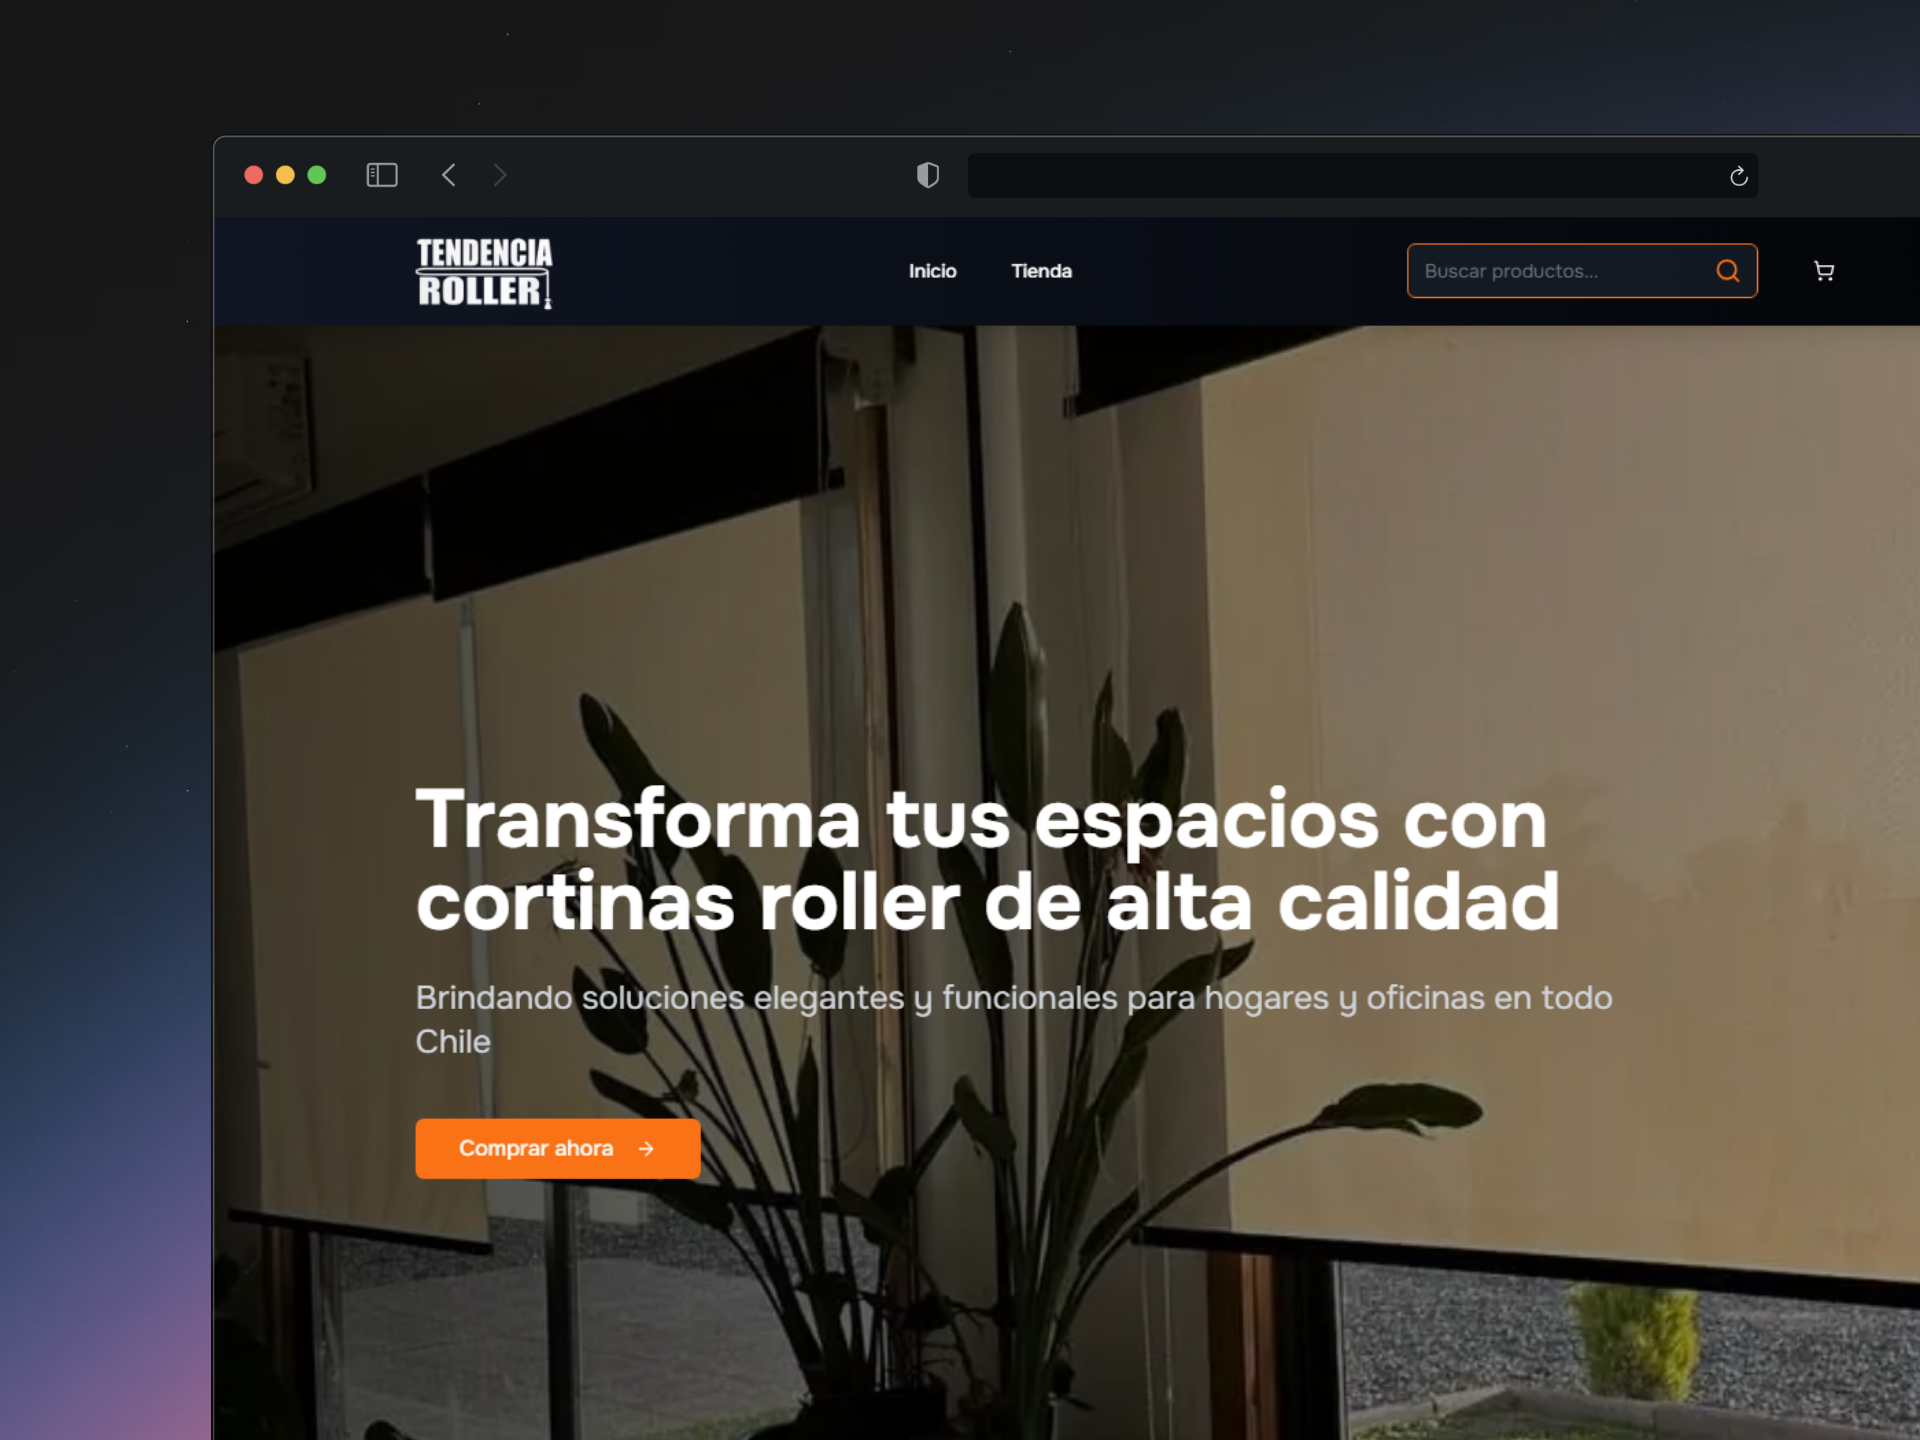 TENDENCIA
ROLLER
Inicio
Tienda
Buscar productos...
Transforma tus espacios con
cortinas roller de alta calidad
Brindando soluciones elegantes y funcionales para hogares y oficinas en todo
Chile
Comprar ahora